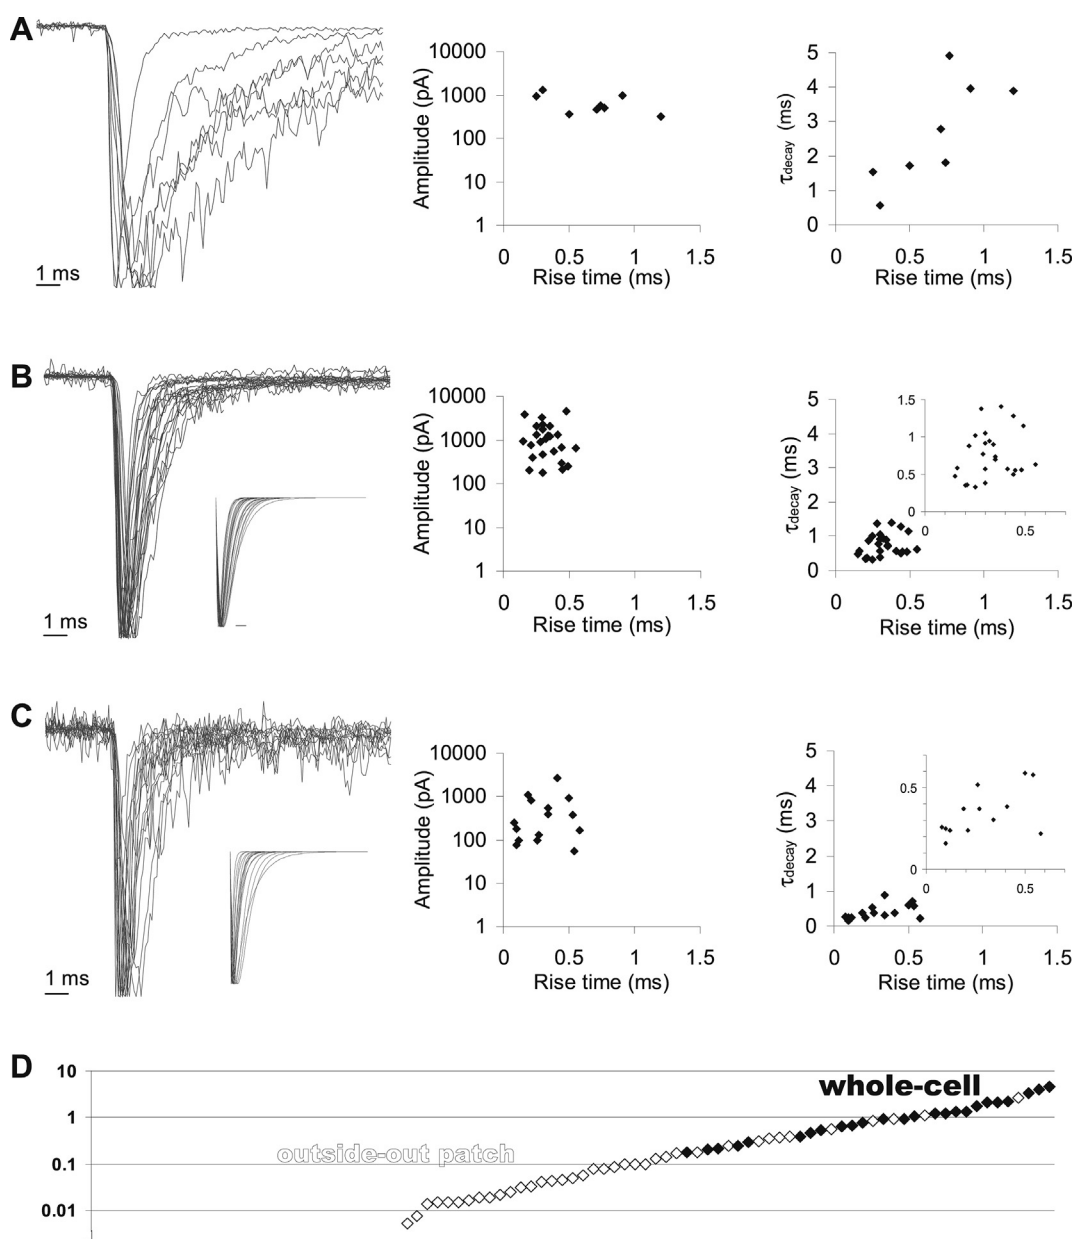 A
1 ms
Amplitude (pA)
10000
1000
100
10
1
0 0.5 1 1.5
Rise time (ms)
τdecay (ms)
5
4
3
2
1
0
0 0.5 1 1.5
Rise time (ms)
B
1 ms
Amplitude (pA)
10000
1000
100
10
1
0 0.5 1 1.5
Rise time (ms)
τdecay (ms)
5
4
3
2
1
0
0 0.5 1 1.5
Rise time (ms)
1.5
1
0.5
0
0 0.5
C
1 ms
Amplitude (pA)
10000
1000
100
10
1
0 0.5 1 1.5
Rise time (ms)
τdecay (ms)
5
4
3
2
1
0
0 0.5 1 1.5
Rise time (ms)
0.5
0
0 0.5
D
10
1
0.1
0.01
whole-cell
outside-out patch